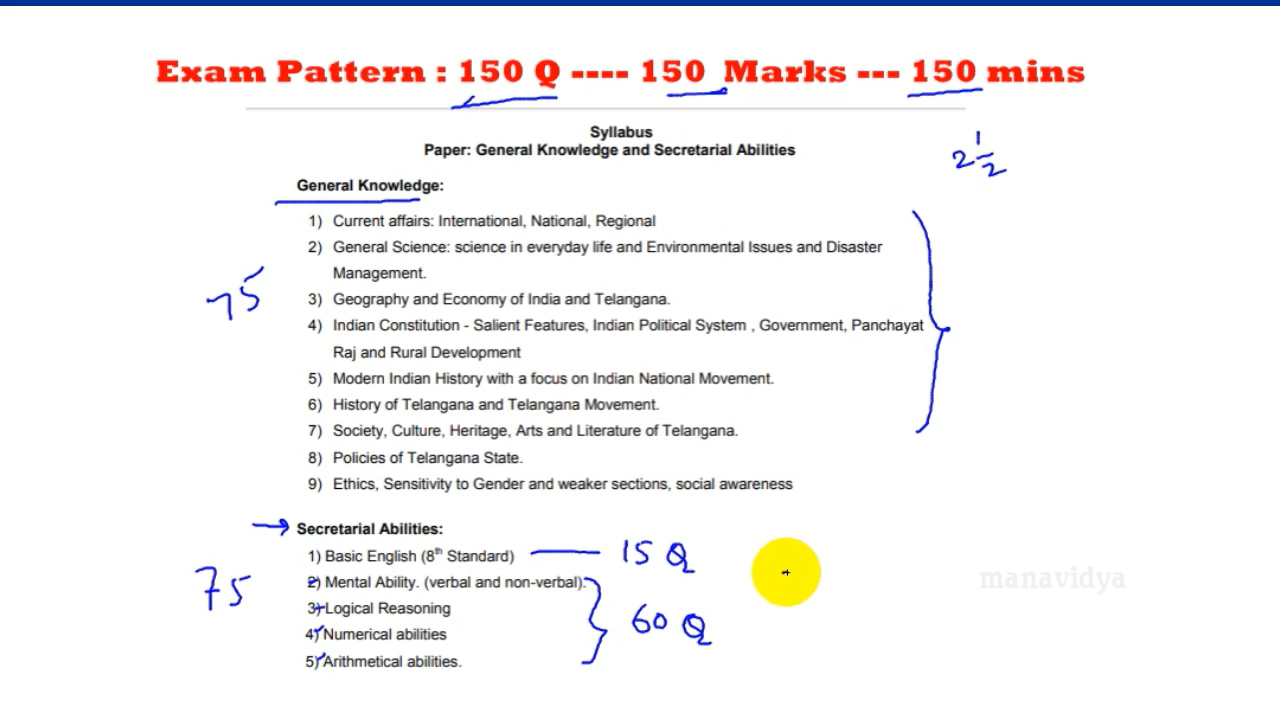 Exam Pattern : 150 Q ---- 150 Marks --- 150 mins
Syllabus
Paper: General Knowledge and Secretarial Abilities
2 1/2
General Knowledge:
1) Current affairs: International, National, Regional
2) General Science: science in everyday life and Environmental Issues and Disaster
Management.
75
3) Geography and Economy of India and Telangana.
4) Indian Constitution - Salient Features, Indian Political System , Government, Panchayat
Raj and Rural Development
5) Modern Indian History with a focus on Indian National Movement.
6) History of Telangana and Telangana Movement.
7) Society, Culture, Heritage, Arts and Literature of Telangana.
8) Policies of Telangana State.
9) Ethics, Sensitivity to Gender and weaker sections, social awareness
Secretarial Abilities:
1) Basic English (8th Standard) 15 Q
2) Mental Ability. (verbal and non-verbal).
75
manavidya
3) Logical Reasoning
60 Q
4) Numerical abilities
5) Arithmetical abilities.